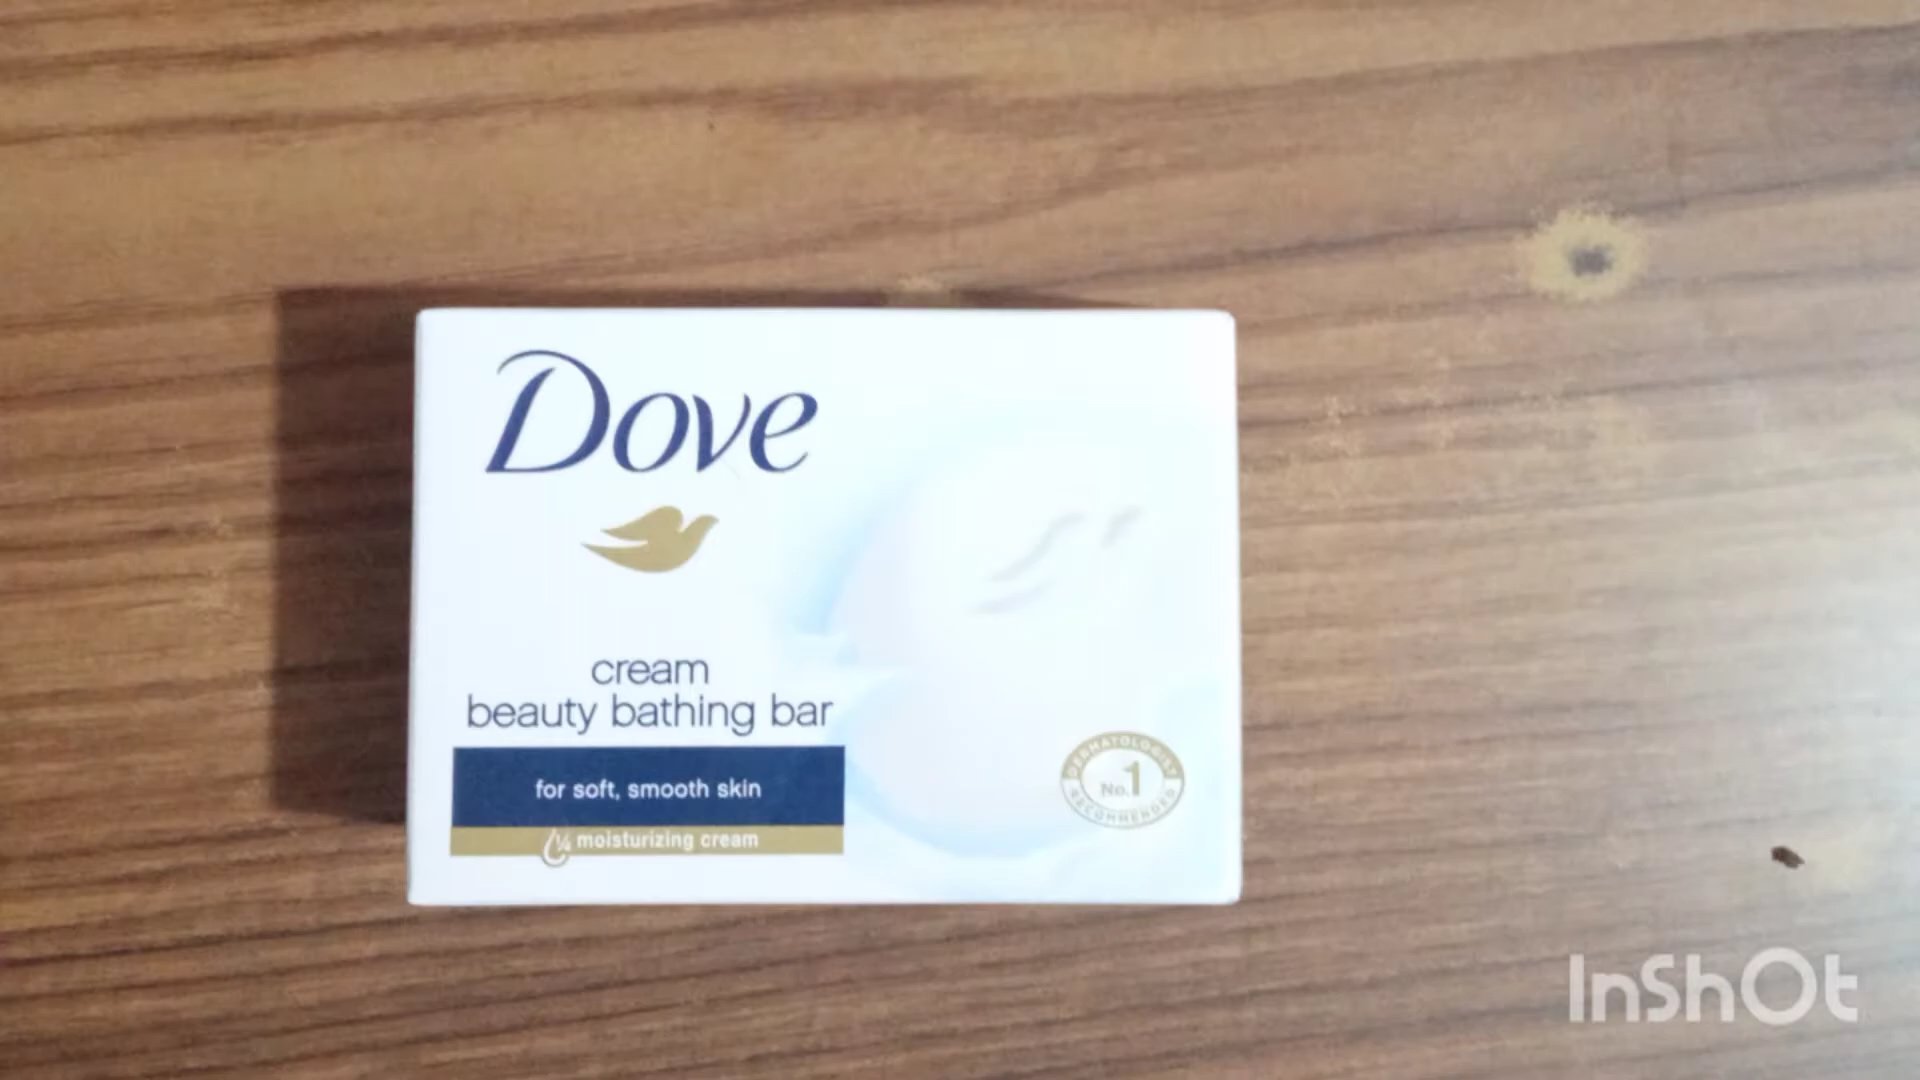 Dove
cream
beauty bathing bar
for soft, smooth skin
¼ moisturizing cream
DERMATOLOGIST
No.1
RECOMMENDED
InShOt